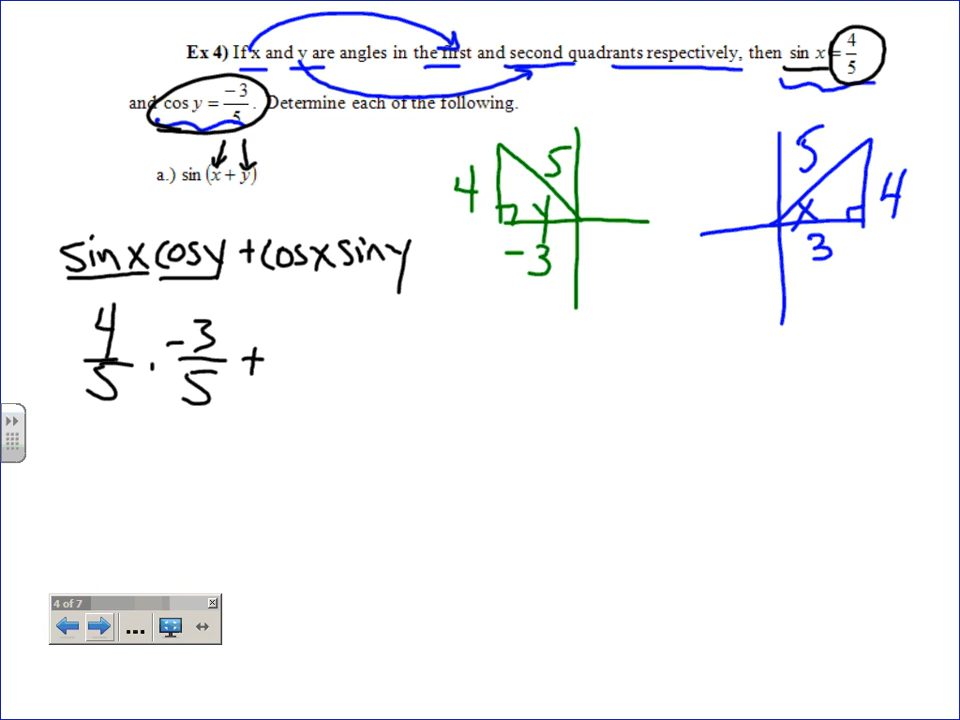 Ex 4) If x and y are angles in the first and second quadrants respectively, then sin x = 4/5
and cos y = -3/5. Determine each of the following.
a.) sin (x + y)
5
4
y
-3
5
4
x
3
sinx cosy + cosx siny
4/5 · -3/5 +
4 of 7
...